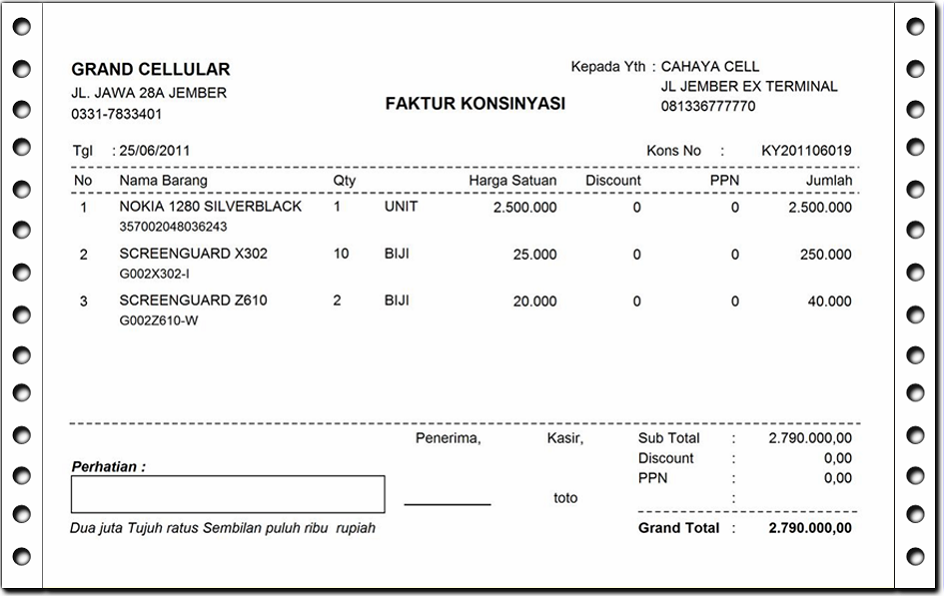 GRAND CELLULAR
JL. JAWA 28A JEMBER
0331-7833401
FAKTUR KONSINYASI
Kepada Yth : CAHAYA CELL
JL JEMBER EX TERMINAL
081336777770
Tgl : 25/06/2011
Kons No : KY201106019
No Nama Barang Qty Harga Satuan Discount PPN Jumlah
1 NOKIA 1280 SILVERBLACK 1 UNIT 2.500.000 0 0 2.500.000
357002048036243
2 SCREENGUARD X302 10 BIJI 25.000 0 0 250.000
G002X302-I
3 SCREENGUARD Z610 2 BIJI 20.000 0 0 40.000
G002Z610-W
Penerima, Kasir, Sub Total : 2.790.000,00
Discount : 0,00
Perhatian :
PPN : 0,00
toto :
Dua juta Tujuh ratus Sembilan puluh ribu rupiah
Grand Total : 2.790.000,00